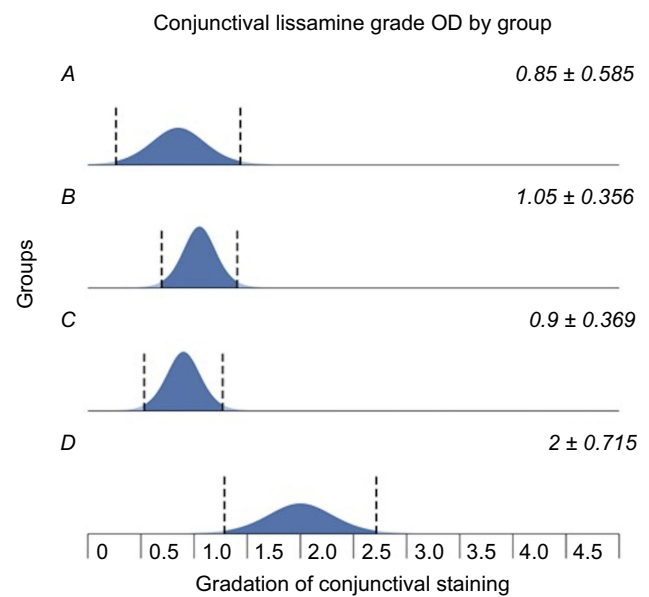 Conjunctival lissamine grade OD by group
A
0.85 ± 0.585
B
1.05 ± 0.356
C
0.9 ± 0.369
D
2 ± 0.715
Groups
0 0.5 1.0 1.5 2.0 2.5 3.0 3.5 4.0 4.5
Gradation of conjunctival staining